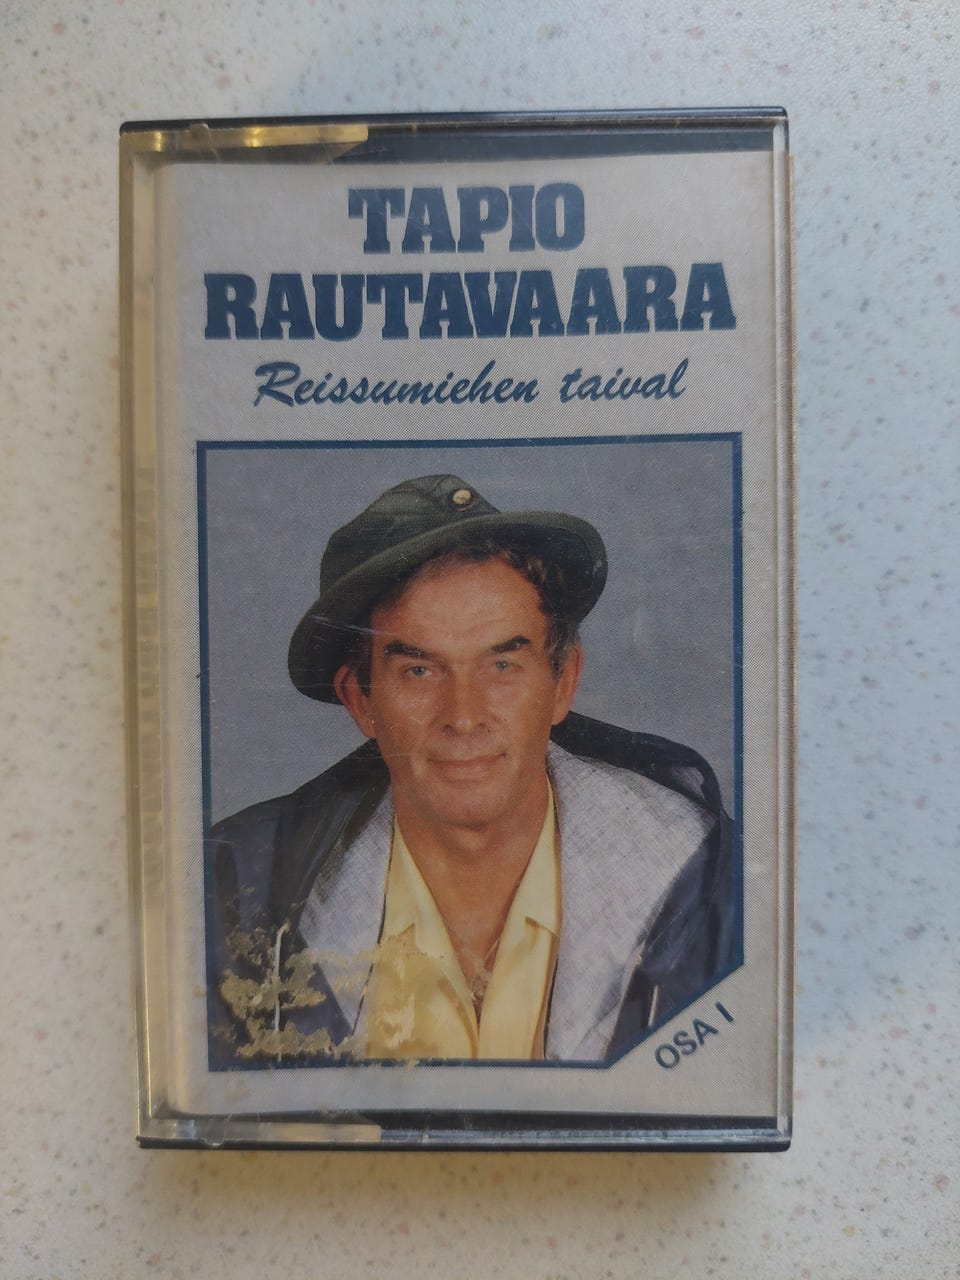 TAPIO
RAUTAVAARA
Reissumiehen taival
OSA I